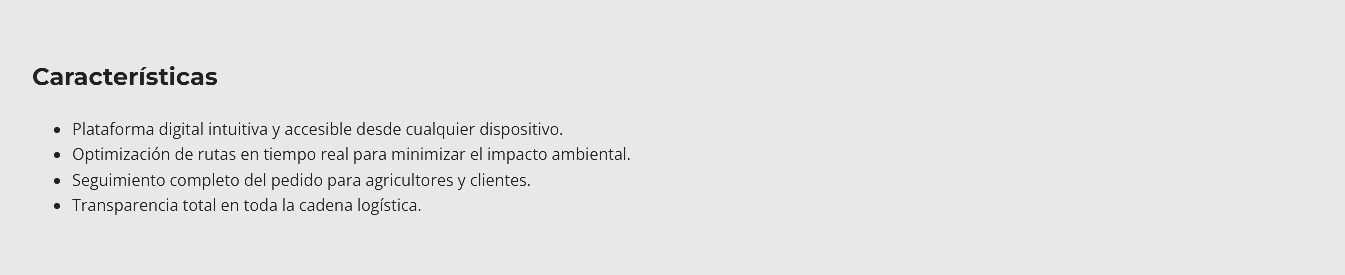 Características
• Plataforma digital intuitiva y accesible desde cualquier dispositivo.
• Optimización de rutas en tiempo real para minimizar el impacto ambiental.
• Seguimiento completo del pedido para agricultores y clientes.
• Transparencia total en toda la cadena logística.